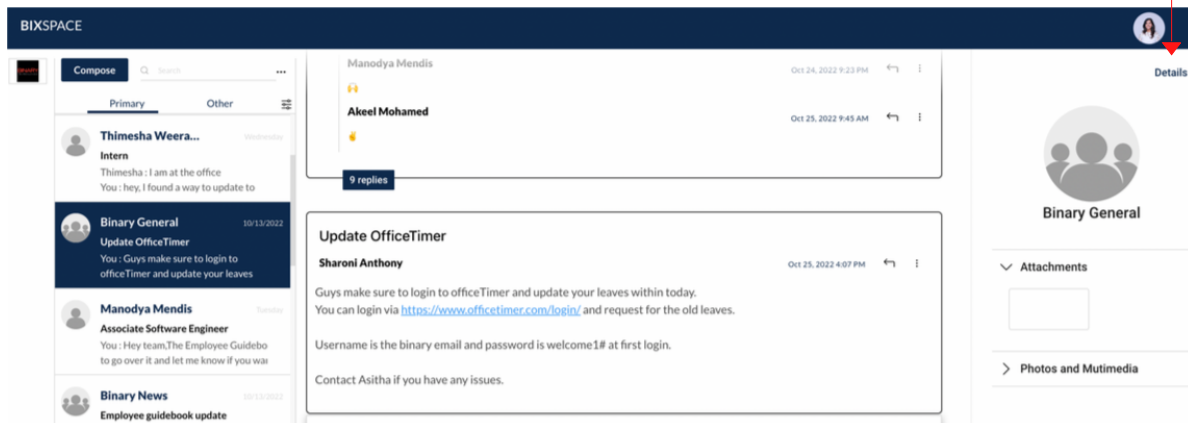 BIXSPACE
Compose
Search
...
Primary
Other
Thimesha Weera...
Wednesday
Intern
Thimesha : I am at the office
You : hey, I found a way to update to
Binary General
10/13/2022
Update OfficeTimer
You : Guys make sure to login to
officeTimer and update your leaves
Manodya Mendis
Tuesday
Associate Software Engineer
You : Hey team,The Employee Guidebo
to go over it and let me know if you wa
Binary News
10/13/2022
Employee guidebook update
Manodya Mendis
Oct 24, 2022 9:23 PM
Akeel Mohamed
Oct 25, 2022 9:45 AM
9 replies
Update OfficeTimer
Sharoni Anthony
Oct 25, 2022 4:07 PM
Guys make sure to login to officeTimer and update your leaves within today.
You can login via https://www.officetimer.com/login/ and request for the old leaves.
Username is the binary email and password is welcome1# at first login.
Contact Asitha if you have any issues.
Details
Binary General
Attachments
Photos and Mutimedia